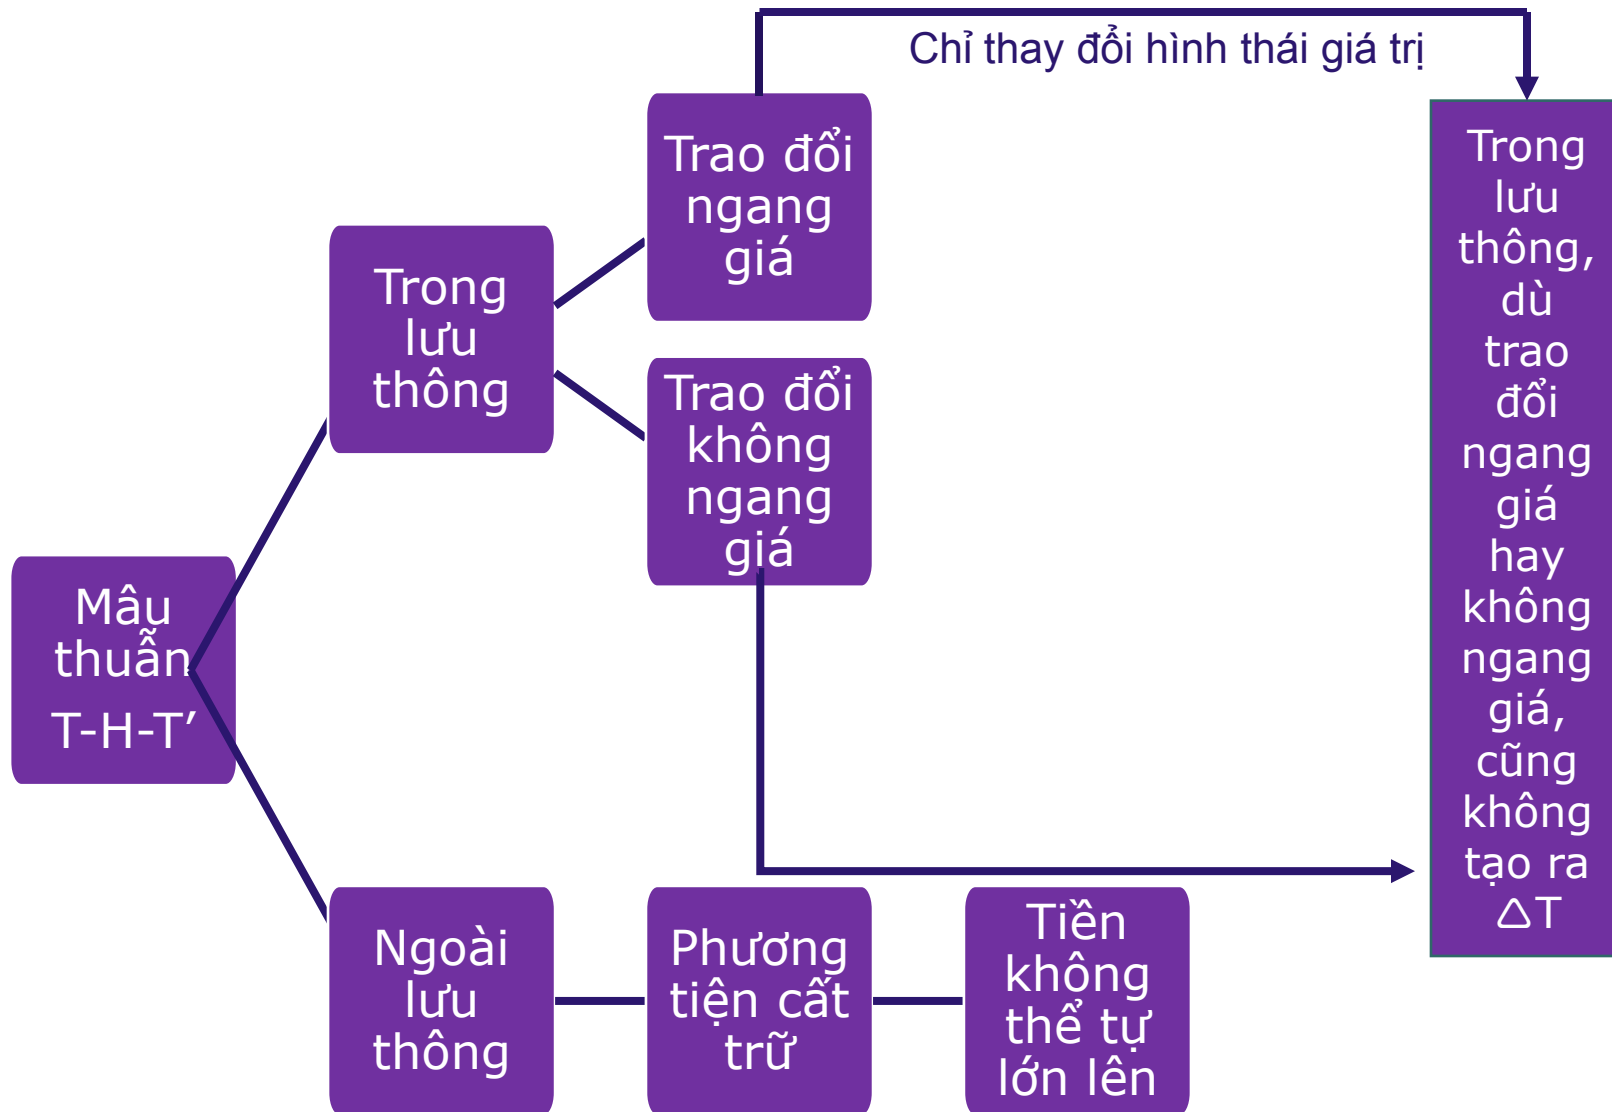 Chỉ thay đổi hình thái giá trị
Trao đổi
ngang
giá
Trong
lưu
thông
Trao đổi
không
ngang
giá
Mâu
thuẫn
T-H-T’
Ngoài
lưu
thông
Phương
tiện cất
trữ
Tiền
không
thể tự
lớn lên
Trong
lưu
thông,
dù
trao
đổi
ngang
giá
hay
không
ngang
giá,
cũng
không
tạo ra
△T